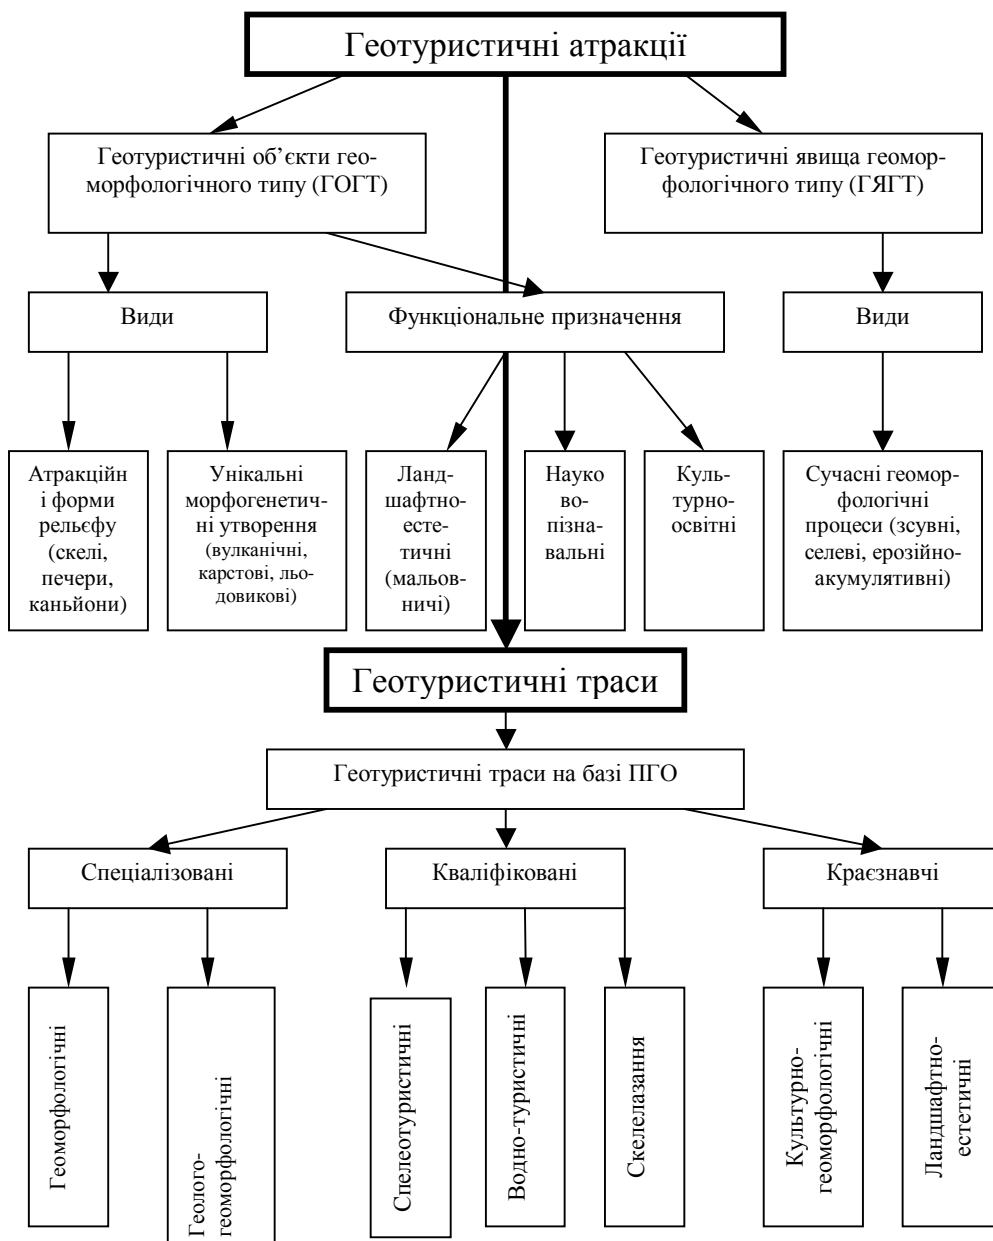 Геотуристичні атракції
Геотуристичні об’єкти гео-
морфологічного типу (ГОГТ)
Геотуристичні явища геомор-
фологічного типу (ГЯГТ)
Види
Функціональне призначення
Види
Атракційн
і форми
рельєфу
(скелі,
печери,
каньйони)
Унікальні
морфогенетич-
ні утворення
(вулканічні,
карстові, льо-
довикові)
Ланд-
шафтно-
есте-
тичні
(мальов-
ничі)
Науко
во-
пізна-
вальні
Куль-
турно-
освітні
Сучасні геомор-
фологічні
процеси (зсувні,
селеві, ерозійно-
акумулятивні)
Геотуристичні траси
Геотуристичні траси на базі ПГО
Спеціалізовані
Кваліфіковані
Краєзнавчі
Геоморфологічні
Геолого-
геоморфологічні
Спелеотуристичні
Водно-туристичні
Скелелазання
Культурно-
геоморфологічні
Ландшафтно-
естетичні